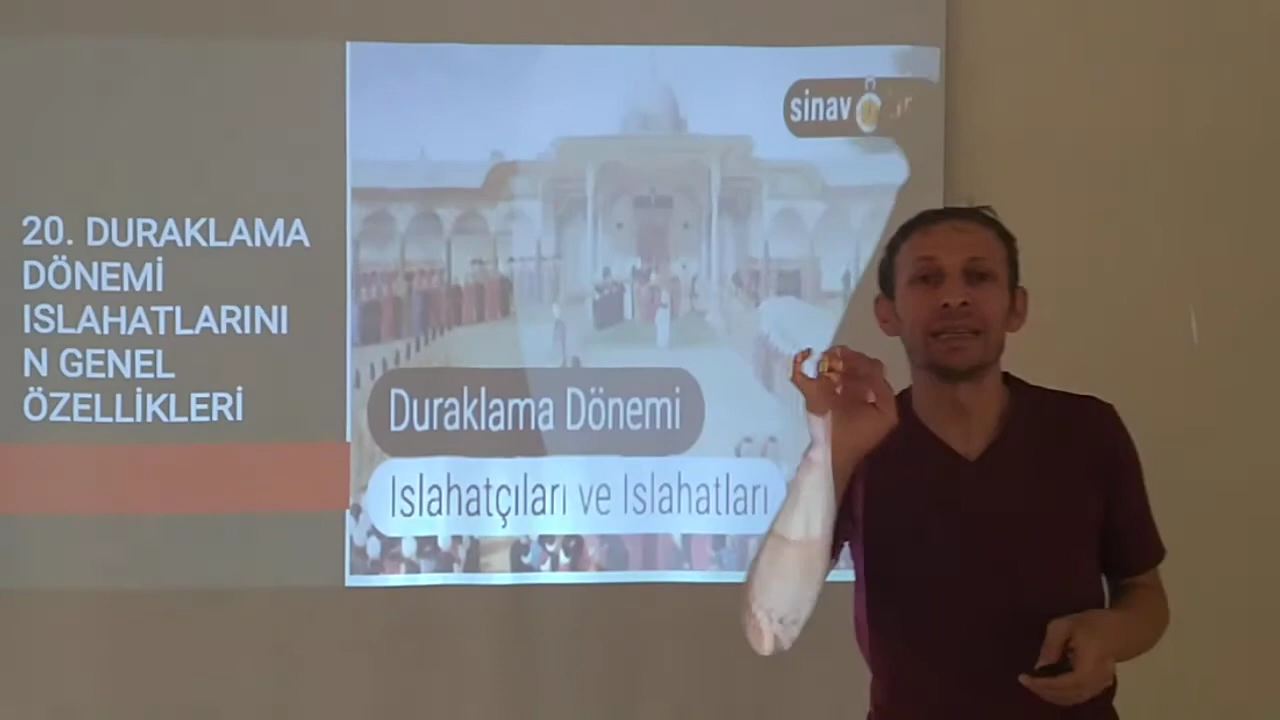 20. DURAKLAMA
DÖNEMİ
ISLAHATLARINI
N GENEL
ÖZELLİKLERİ
sinav
Duraklama Dönemi
Islahatçıları ve Islahatları